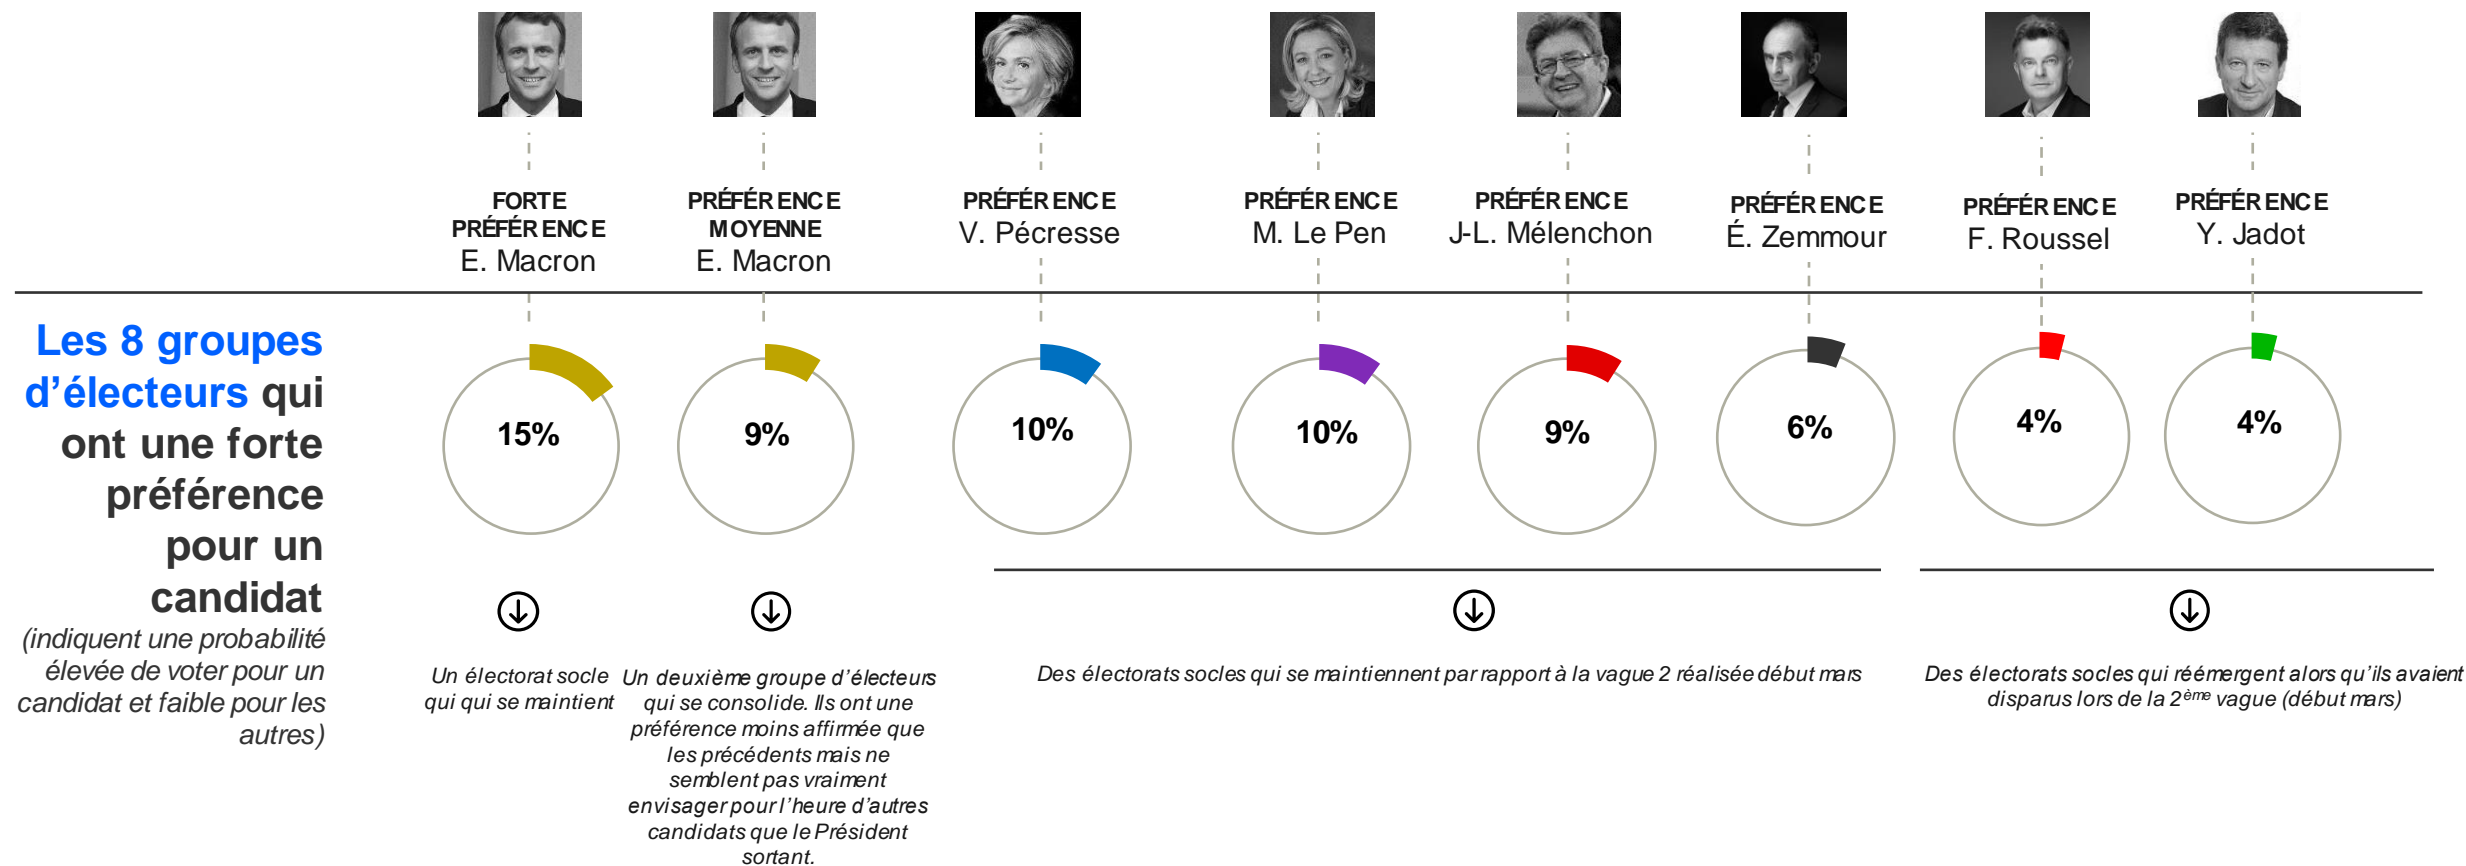 FORTE
PRÉFÉRENCE
E. Macron
PRÉFÉRENCE
MOYENNE
E. Macron
PRÉFÉRENCE
V. Pécresse
PRÉFÉRENCE
M. Le Pen
PRÉFÉRENCE
J-L. Mélenchon
PRÉFÉRENCE
É. Zemmour
PRÉFÉRENCE
F. Roussel
PRÉFÉRENCE
Y. Jadot
Les 8 groupes
d’électeurs qui
ont une forte
préférence
pour un
candidat
(indiquent une probabilité
élevée de voter pour un
candidat et faible pour les
autres)
15%
9%
10%
10%
9%
6%
4%
4%
Un électorat socle
qui qui se maintient
Un deuxième groupe d’électeurs
qui se consolide. Ils ont une
préférence moins affirmée que
les précédents mais ne
semblent pas vraiment
envisager pour l’heure d’autres
candidats que le Président
sortant.
Des électorats socles qui se maintiennent par rapport à la vague 2 réalisée début mars
Des électorats socles qui réémergent alors qu’ils avaient
disparus lors de la 2ème vague (début mars)